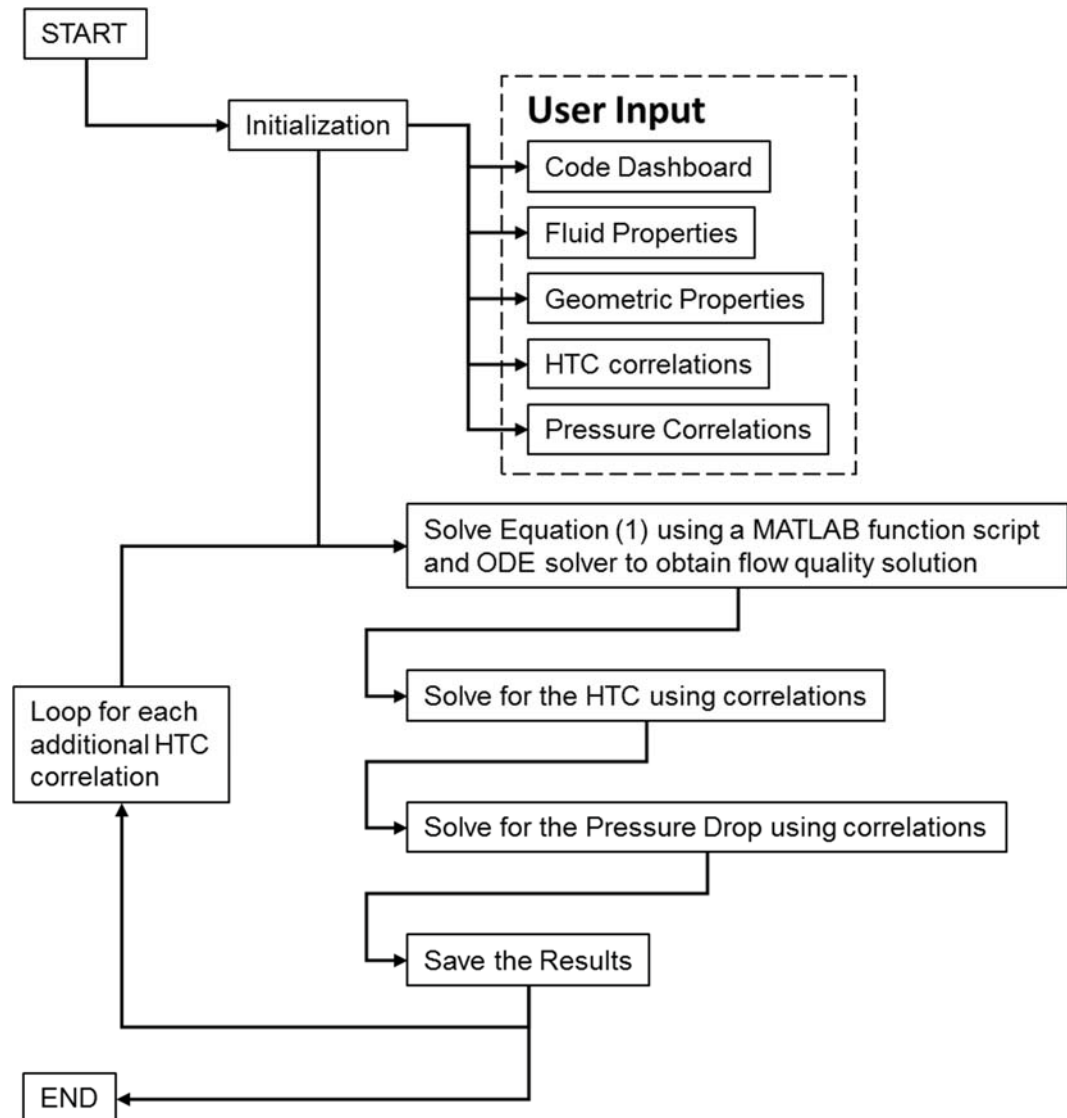 START
Initialization
User Input
Code Dashboard
Fluid Properties
Geometric Properties
HTC correlations
Pressure Correlations
Solve Equation (1) using a MATLAB function script
and ODE solver to obtain flow quality solution
Solve for the HTC using correlations
Loop for each
additional HTC
correlation
Solve for the Pressure Drop using correlations
Save the Results
END